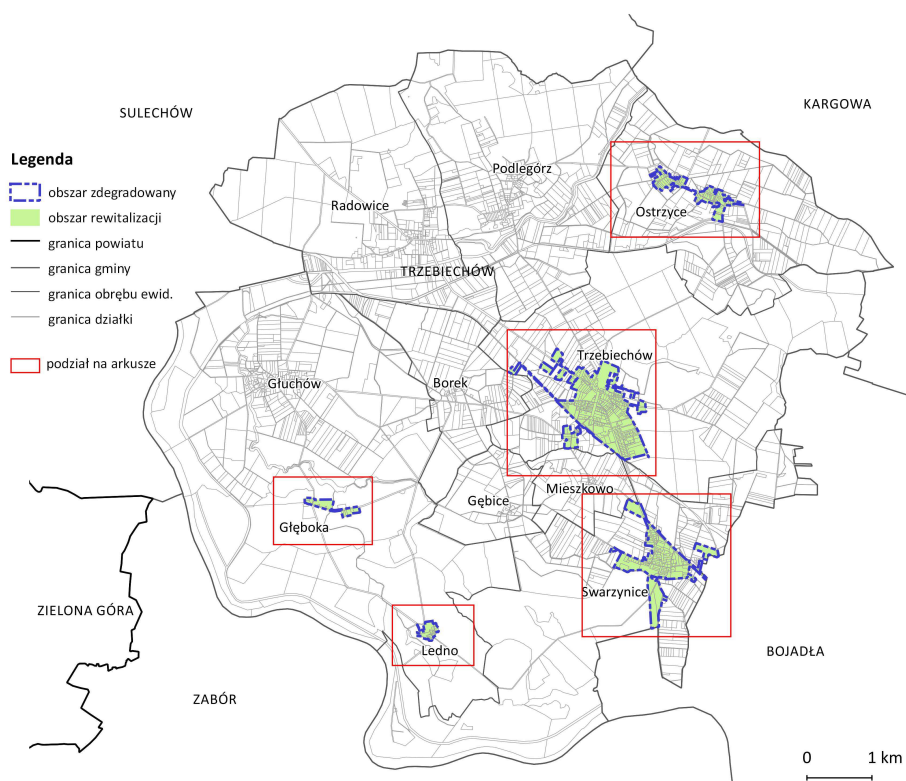 SULECHÓW
KARGOWA
Legenda
obszar zdegradowany
obszar rewitalizacji
granica powiatu
granica gminy
granica obrębu ewid.
granica działki
podział na arkusze
Podlegórz
Radowice
Ostrzyce
TRZEBIECHÓW
Trzebiechów
Głuchów
Borek
Gębice
Mieszkowo
Głęboka
Swarzynice
ZIELONA GÓRA
Ledno
BOJADŁA
ZABÓR
0 1 km